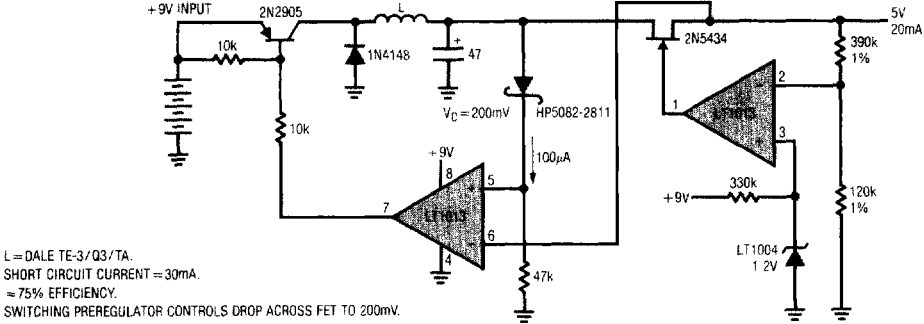 +9V INPUT
2N2905
L
10k
1N4148
+
47
10k
V_C = 200mV
HP5082-2811
100µA
+9V
8
5
+
7
LT1013
6
−
4
47k
2N5434
5V
20mA
390k
1%
2
−
1
LT1013
3
+
330k
+9V
120k
1%
LT1004
1.2V
L = DALE TE-3/Q3/TA.
SHORT CIRCUIT CURRENT = 30mA.
≈ 75% EFFICIENCY.
SWITCHING PREREGULATOR CONTROLS DROP ACROSS FET TO 200mV.